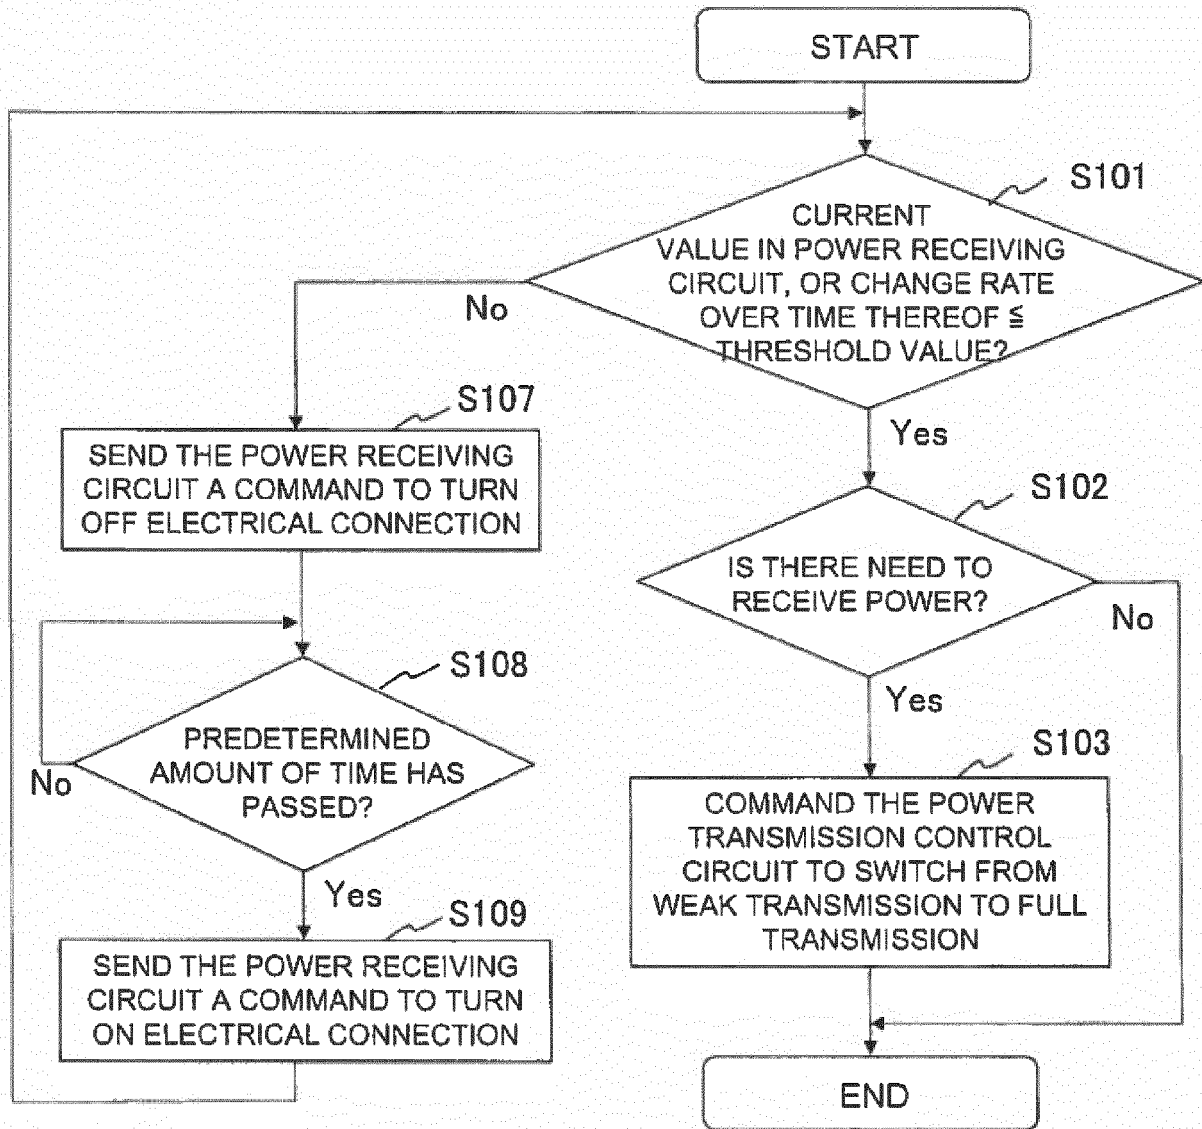 START
S101
CURRENT
VALUE IN POWER RECEIVING
CIRCUIT, OR CHANGE RATE
OVER TIME THEREOF ≦
THRESHOLD VALUE?
No
Yes
S107
SEND THE POWER RECEIVING
CIRCUIT A COMMAND TO TURN
OFF ELECTRICAL CONNECTION
S102
IS THERE NEED TO
RECEIVE POWER?
No
Yes
S108
PREDETERMINED
AMOUNT OF TIME HAS
PASSED?
No
Yes
S103
COMMAND THE POWER
TRANSMISSION CONTROL
CIRCUIT TO SWITCH FROM
WEAK TRANSMISSION TO FULL
TRANSMISSION
S109
SEND THE POWER RECEIVING
CIRCUIT A COMMAND TO TURN
ON ELECTRICAL CONNECTION
END